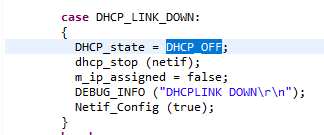 case DHCP_LINK_DOWN:
{
DHCP_state = DHCP_OFF;
dhcp_stop (netif);
m_ip_assigned = false;
DEBUG_INFO ("DHCPLINK DOWN\r\n");
Netif_Config (true);
}